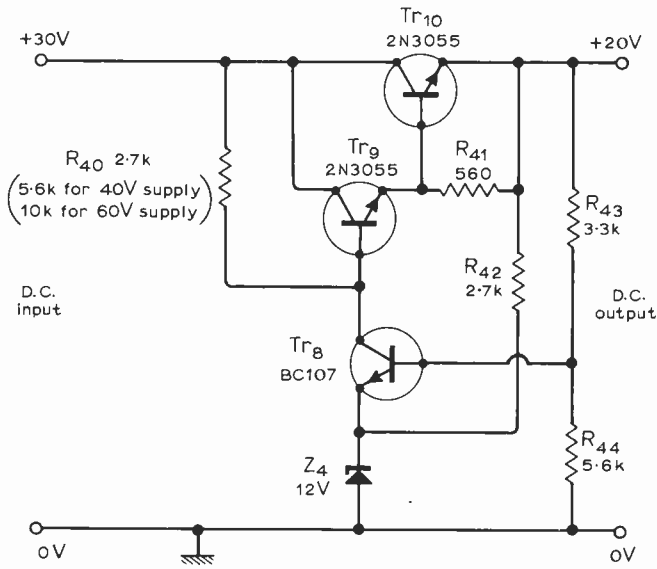 Tr10
2N3055
+30V
+20V
Tr9
2N3055
R41
560
R40 2·7k
(5·6k for 40V supply)
(10k for 60V supply)
R43
3·3k
R42
2·7k
D.C.
input
D.C.
output
Tr8
BC107
R44
5·6k
Z4
12V
0V
0V